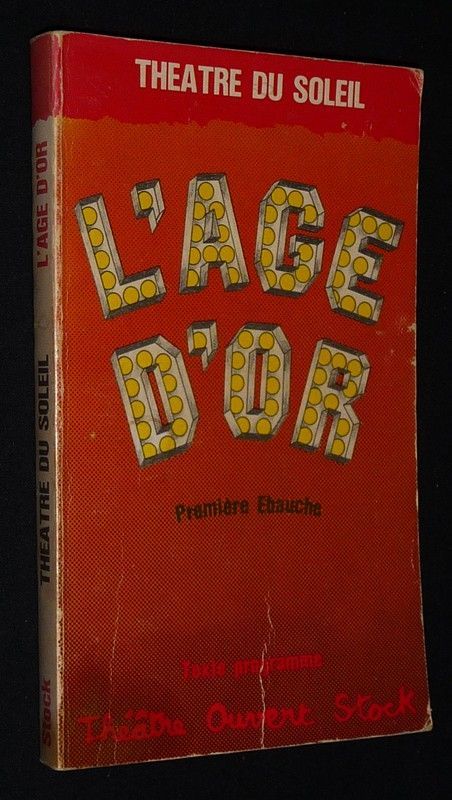 THEATRE DU SOLEIL
L'AGE
D'OR
Première Ebauche
Texte programme
Théâtre Ouvert Stock
Stock THEATRE DU SOLEIL L'AGE D'OR